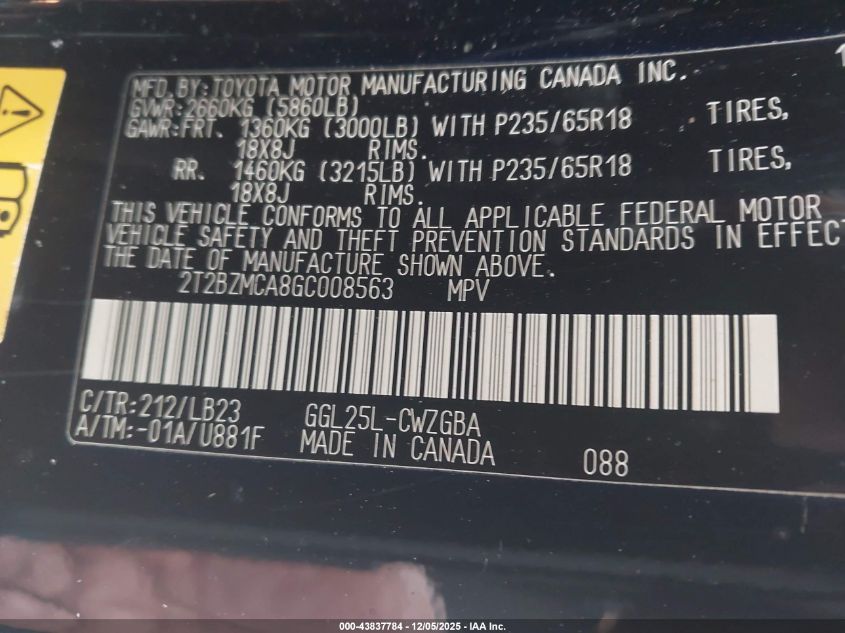 MFD.BY:TOYOTA MOTOR MANUFACTURING CANADA INC.
GVWR:2660KG (5860LB)
GAWR:FRT. 1360KG (3000LB) WITH P235/65R18 TIRES,
18X8J RIMS.
RR. 1460KG (3215LB) WITH P235/65R18 TIRES,
18X8J RIMS.
THIS VEHICLE CONFORMS TO ALL APPLICABLE FEDERAL MOTOR
VEHICLE SAFETY AND THEFT PREVENTION STANDARDS IN EFFECT
THE DATE OF MANUFACTURE SHOWN ABOVE.
2T2BZMCA8GC008563 MPV
C/TR:212/LB23 GGL25L-CWZGBA
A/TM:-01A/U881F MADE IN CANADA 088
000-43837784 | 12/05/2025 - IAA Inc.